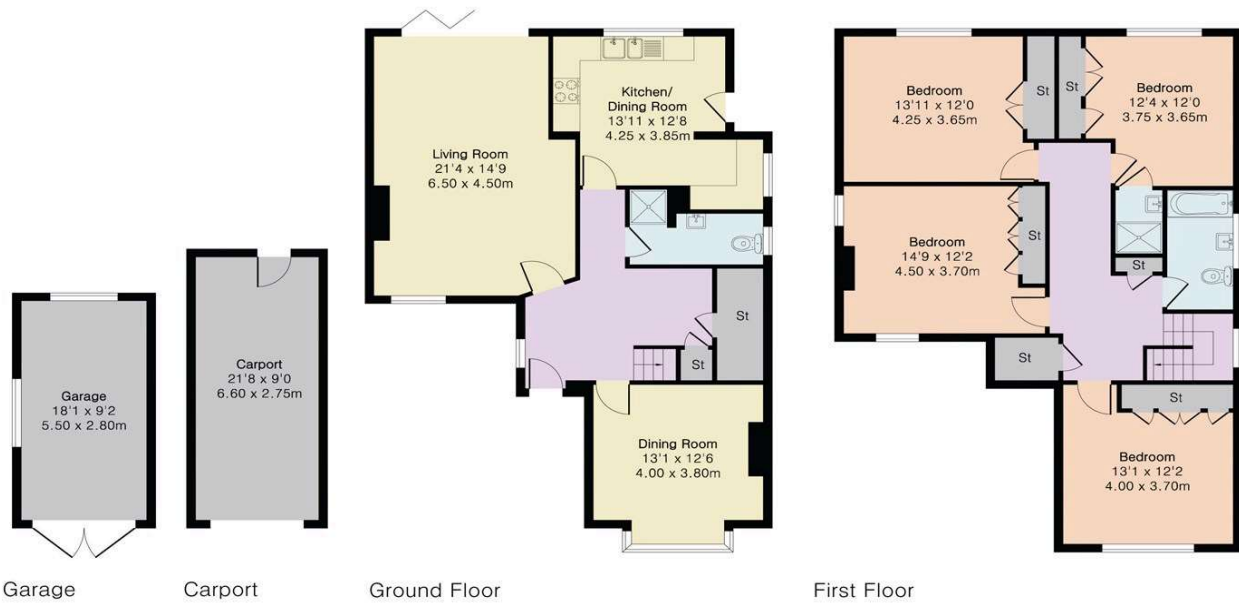 Garage
18'1 x 9'2
5.50 x 2.80m
Garage
Carport
21'8 x 9'0
6.60 x 2.75m
Carport
Living Room
21'4 x 14'9
6.50 x 4.50m
Kitchen/
Dining Room
13'11 x 12'8
4.25 x 3.85m
St
St
Dining Room
13'1 x 12'6
4.00 x 3.80m
Ground Floor
Bedroom
13'11 x 12'0
4.25 x 3.65m
St
St
Bedroom
12'4 x 12'0
3.75 x 3.65m
Bedroom
14'9 x 12'2
4.50 x 3.70m
St
St
St
St
Bedroom
13'1 x 12'2
4.00 x 3.70m
First Floor